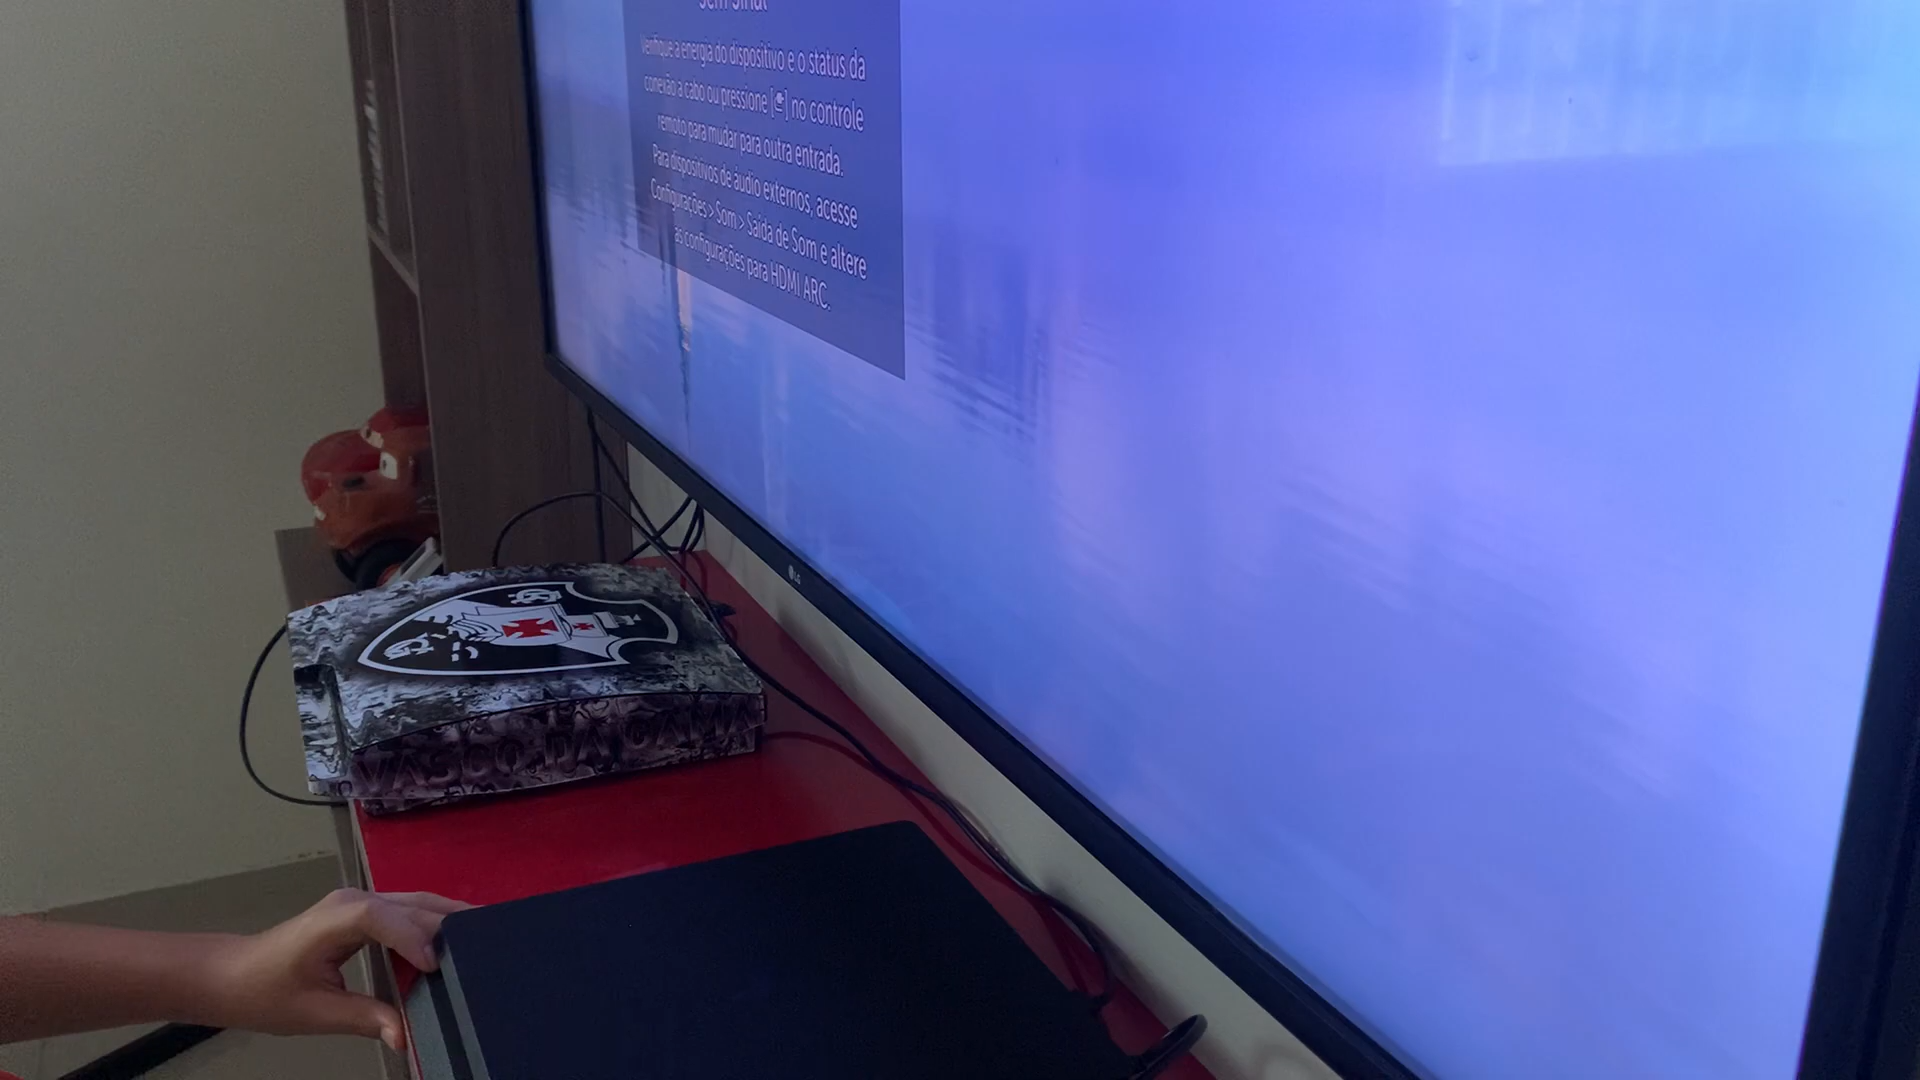 Sem sinal
Verifique a energia do dispositivo e o status da
conexão a cabo ou pressione [ ] no controle
remoto para mudar para outra entrada.
Para dispositivos de áudio externos, acesse
Configurações > Som > Saída de Som e altere
as configurações para HDMI ARC.
LG
VASCO DA GAMA